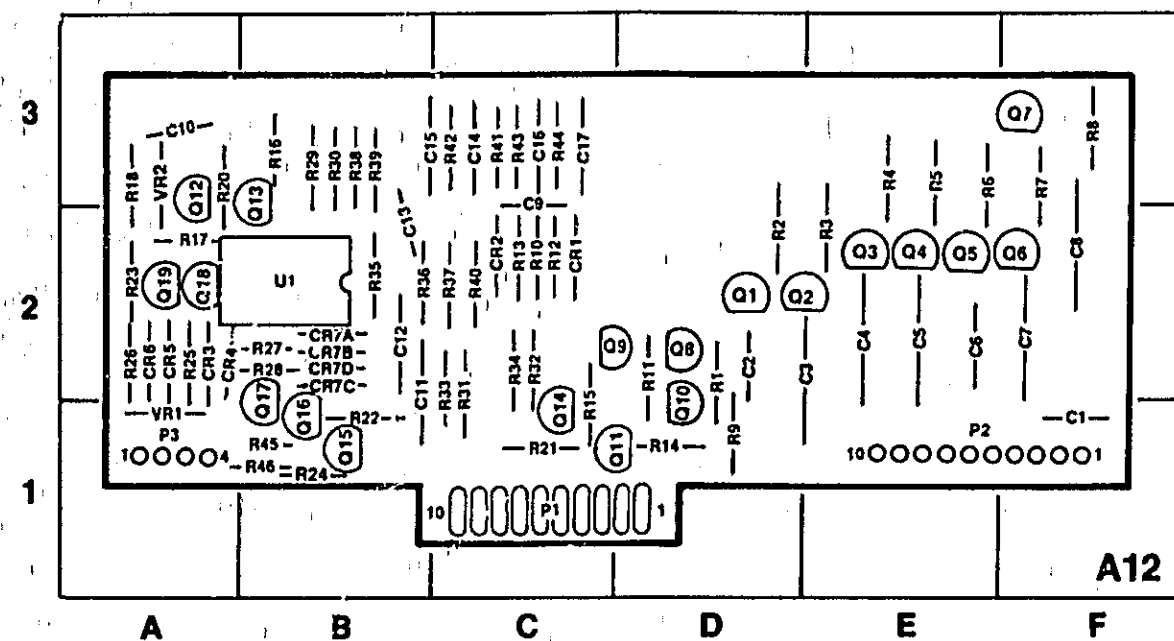 3
C10
R18
VR2
Q12
R20
Q13
R16
R29
R30
R38
R39
C13
C15
R42
C14
R41
R43
C16
R44
C17
C9
R2
R3
R4
R5
R6
Q7
R7
R8
C8
R17
R23
Q19
Q18
U1
R35
R36
R37
R40
CR2
R13
R10
R12
CR1
Q1
Q2
Q3
Q4
Q5
Q6
2
R26
CR6
CR5
R25
CR3
CR4
R27
R28
CR7A
CR7B
CR7D
CR7C
C12
C11
R33
R31
R34
R32
R15
Q9
R11
Q8
Q10
R1
C2
C3
C4
C5
C6
C7
VR1
Q17
Q16
R22
Q14
R9
C1
P3
1 4
R45
R46
R24
Q15
R21
Q11
R14
P2
10 1
1
10 P1 1
A12
A B C D E F